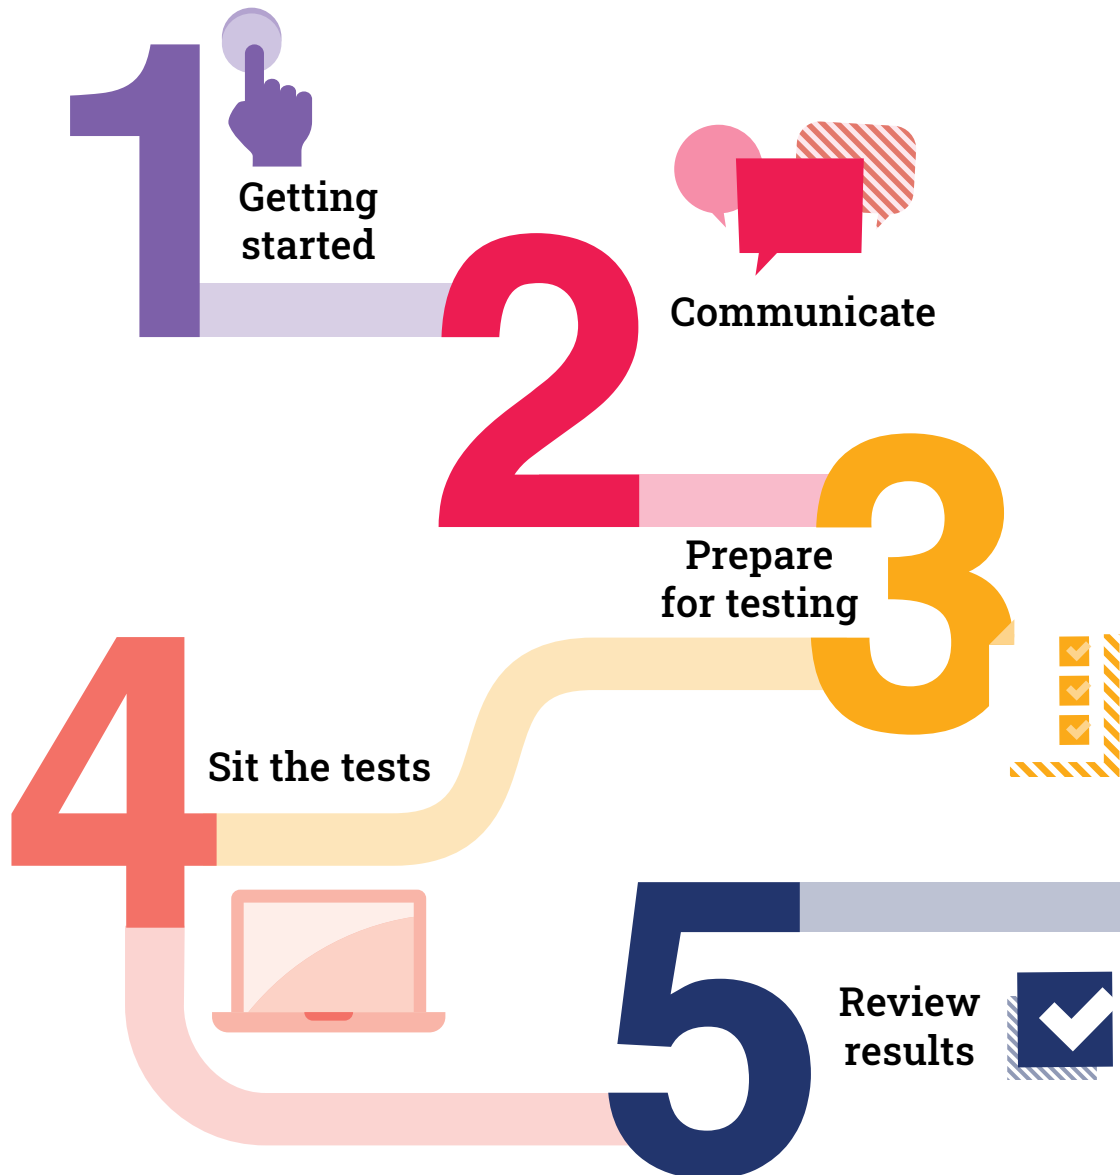 1
Getting
started
2
Communicate
3
Prepare
for testing
4
Sit the tests
5
Review
results